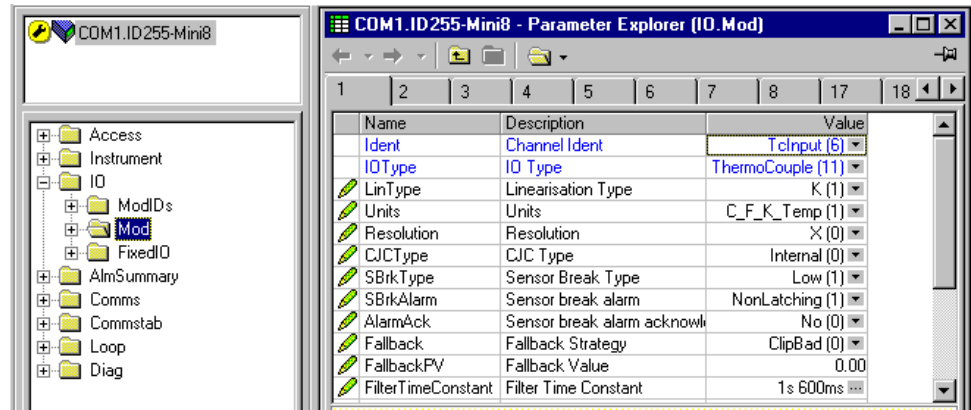 COM1.ID255-Mini8
Access
Instrument
IO
ModIDs
Mod
FixedIO
AlmSummary
Comms
Commstab
Loop
Diag
COM1.ID255-Mini8 - Parameter Explorer (IO.Mod)
1 2 3 4 5 6 7 8 17 18
Name Description Value
Ident Channel Ident TcInput (6)
IOType IO Type ThermoCouple (11)
LinType Linearisation Type K (1)
Units Units C_F_K_Temp (1)
Resolution Resolution X (0)
CJCType CJC Type Internal (0)
SBrkType Sensor Break Type Low (1)
SBrkAlarm Sensor break alarm NonLatching (1)
AlarmAck Sensor break alarm acknowl No (0)
Fallback Fallback Strategy ClipBad (0)
FallbackPV Fallback Value 0.00
FilterTimeConstant Filter Time Constant 1s 600ms